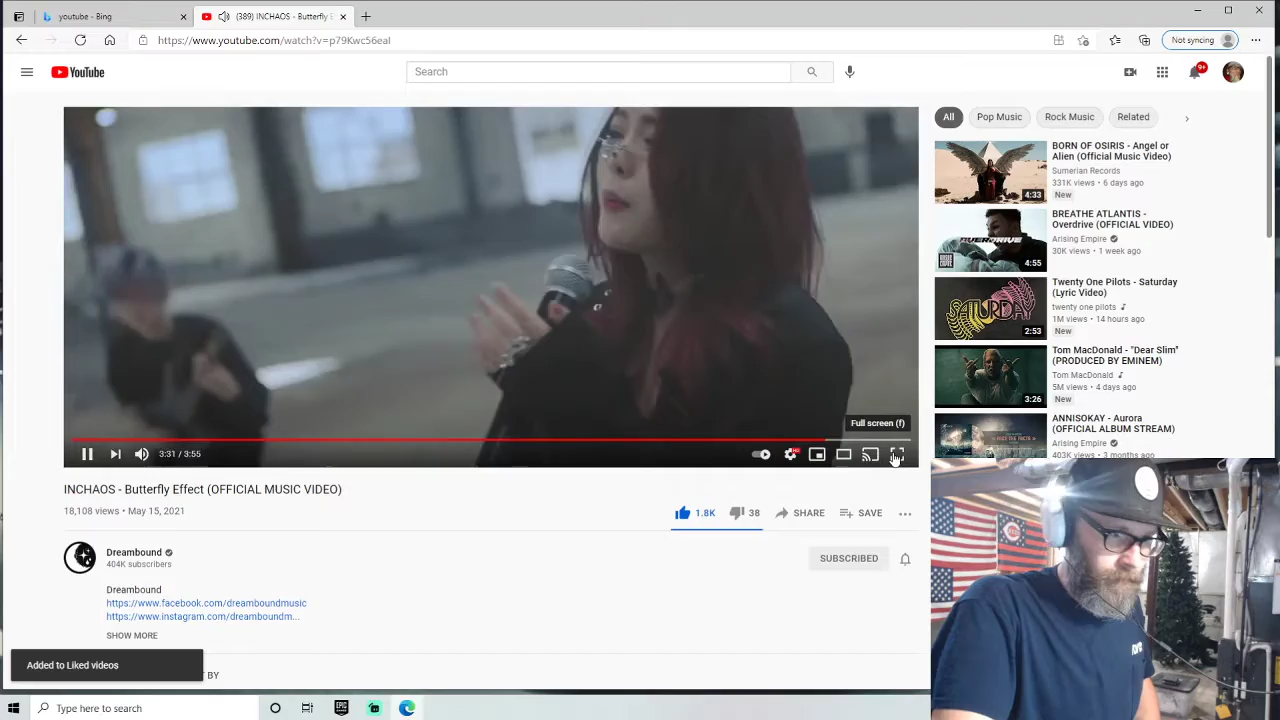 youtube - Bing
(389) INCHAOS - Butterfly E
https://www.youtube.com/watch?v=p79Kwc56eaI
Not syncing
YouTube
Search
9+
All
Pop Music
Rock Music
Related
BORN OF OSIRIS - Angel or
Alien (Official Music Video)
Sumerian Records
331K views • 6 days ago
New
4:33
BREATHE ATLANTIS -
Overdrive (OFFICIAL VIDEO)
Arising Empire
30K views • 1 week ago
OVERDRIVE
4:55
Twenty One Pilots - Saturday
(Lyric Video)
twenty one pilots
1M views • 14 hours ago
New
SATURDAY
2:53
Tom MacDonald - "Dear Slim"
(PRODUCED BY EMINEM)
Tom MacDonald
5M views • 4 days ago
New
3:26
ANNISOKAY - Aurora
(OFFICIAL ALBUM STREAM)
Arising Empire
403K views
Full screen (f)
3:31 / 3:55
HD
INCHAOS - Butterfly Effect (OFFICIAL MUSIC VIDEO)
18,108 views • May 15, 2021
1.8K
38
SHARE
SAVE
Dreambound
404K subscribers
SUBSCRIBED
Dreambound
https://www.facebook.com/dreamboundmusic
https://www.instagram.com/dreamboundm...
SHOW MORE
Added to Liked videos
BY
Type here to search
EPIC